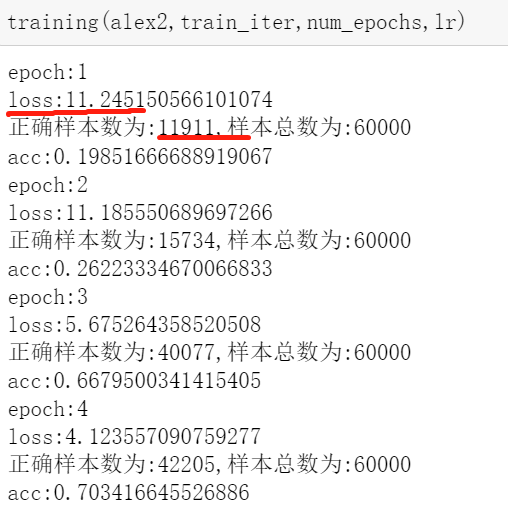 training(alex2,train_iter,num_epochs,lr)
epoch:1
loss:11.245150566101074
正确样本数为:11911,样本总数为:60000
acc:0.19851666688919067
epoch:2
loss:11.185550689697266
正确样本数为:15734,样本总数为:60000
acc:0.26223334670066833
epoch:3
loss:5.675264358520508
正确样本数为:40077,样本总数为:60000
acc:0.6679500341415405
epoch:4
loss:4.123557090759277
正确样本数为:42205,样本总数为:60000
acc:0.703416645526886